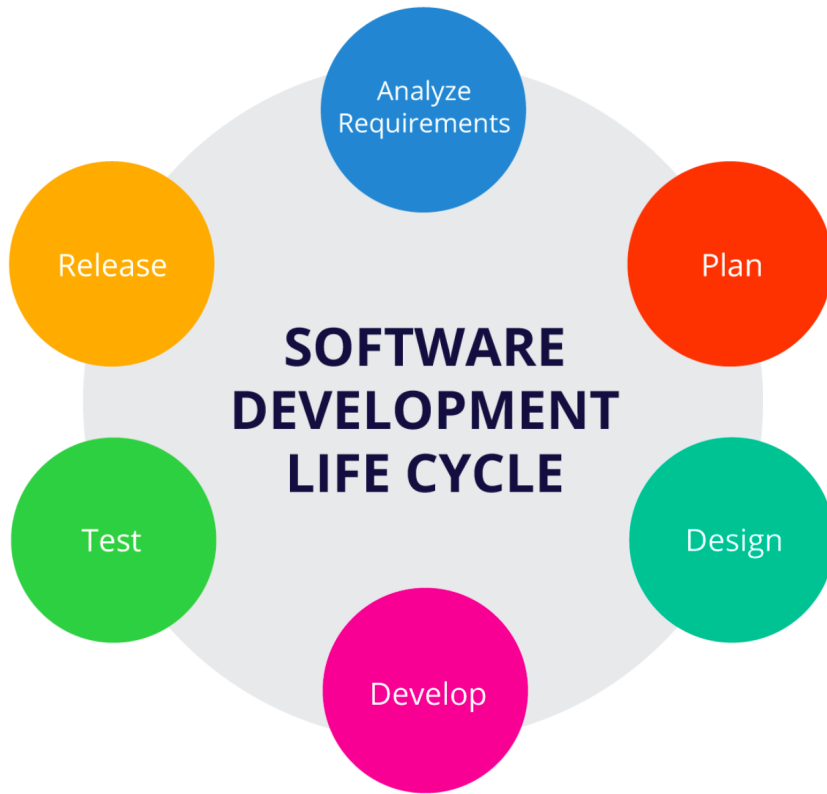 Analyze
Requirements
Release
Plan
SOFTWARE
DEVELOPMENT
LIFE CYCLE
Test
Design
Develop